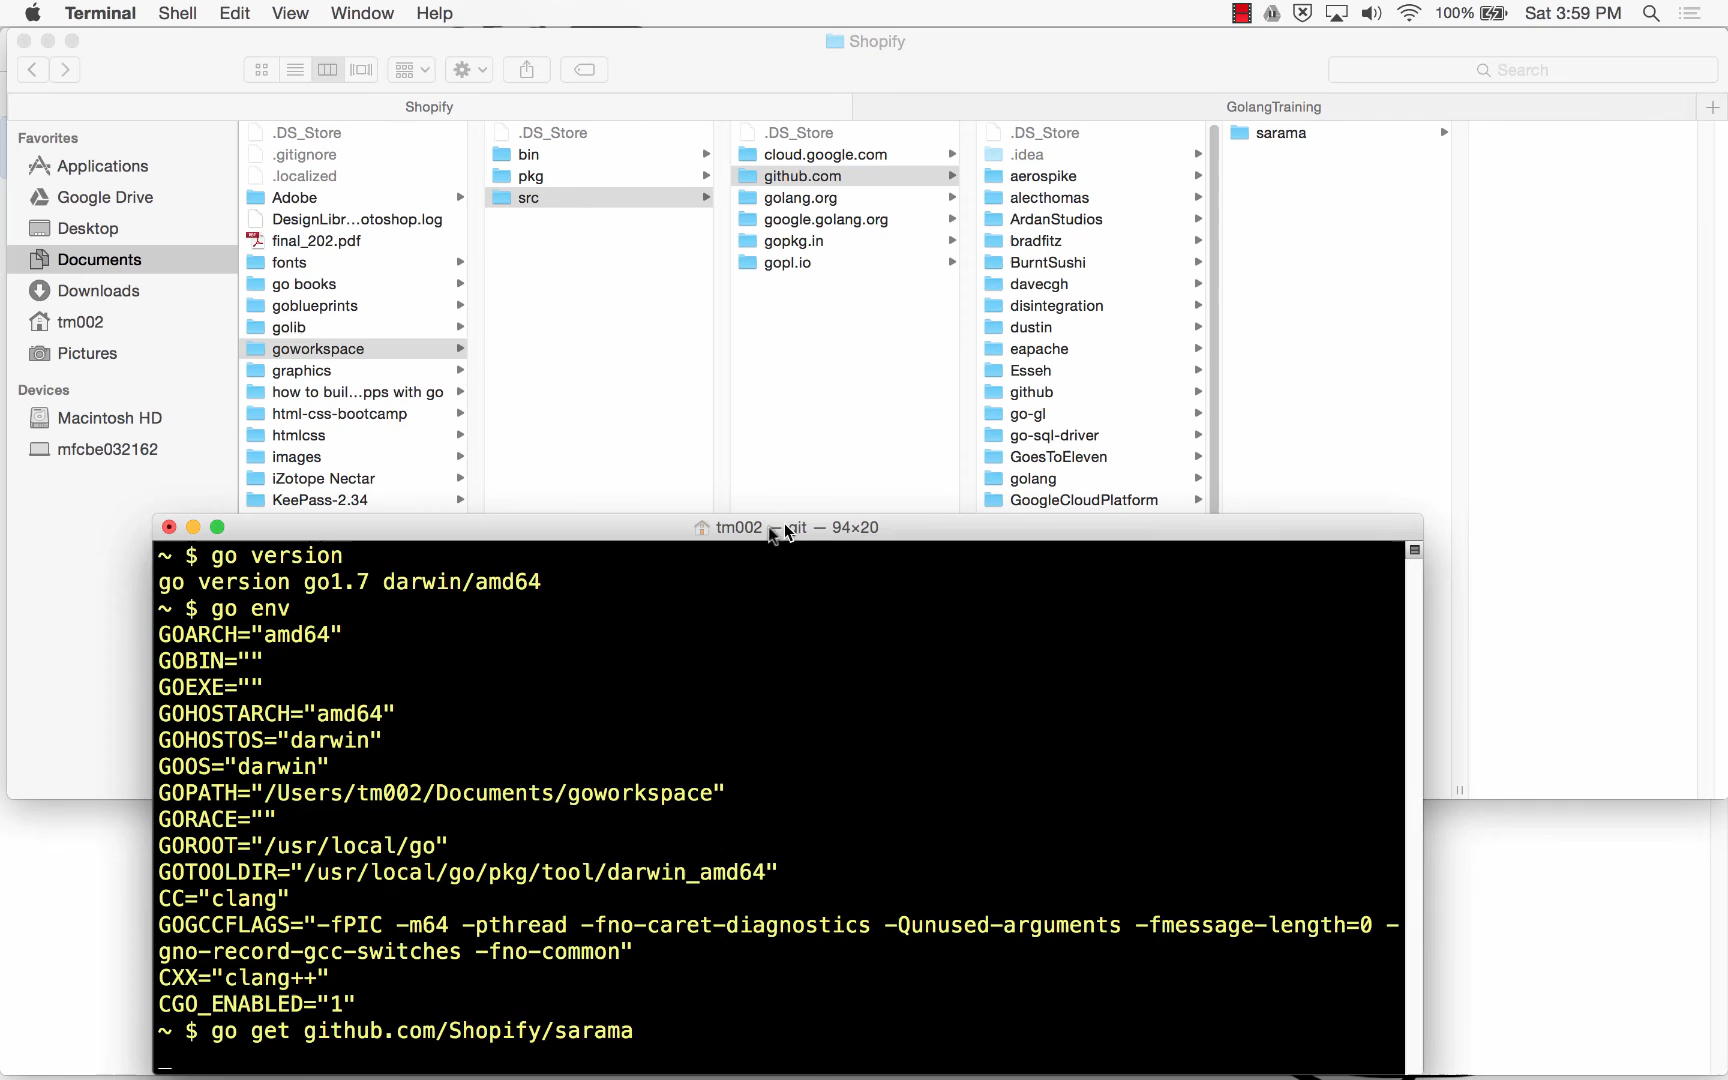 Terminal Shell Edit View Window Help 100% Sat 3:59 PM
Shopify
Search
Shopify GolangTraining
Favorites
Applications
Google Drive
Desktop
Documents
Downloads
tm002
Pictures
Devices
Macintosh HD
mfcbe032162
.DS_Store
.gitignore
.localized
Adobe
DesignLibr...otoshop.log
final_202.pdf
fonts
go books
goblueprints
golib
goworkspace
graphics
how to buil...pps with go
html-css-bootcamp
htmlcss
images
iZotope Nectar
KeePass-2.34
.DS_Store
bin
pkg
src
.DS_Store
cloud.google.com
github.com
golang.org
google.golang.org
gopkg.in
gopl.io
.DS_Store
.idea
aerospike
alecthomas
ArdanStudios
bradfitz
BurntSushi
davecgh
disintegration
dustin
eapache
Esseh
github
go-gl
go-sql-driver
GoesToEleven
golang
GoogleCloudPlatform
sarama
tm002 — git — 94×20
~ $ go version
go version go1.7 darwin/amd64
~ $ go env
GOARCH="amd64"
GOBIN=""
GOEXE=""
GOHOSTARCH="amd64"
GOHOSTOS="darwin"
GOOS="darwin"
GOPATH="/Users/tm002/Documents/goworkspace"
GORACE=""
GOROOT="/usr/local/go"
GOTOOLDIR="/usr/local/go/pkg/tool/darwin_amd64"
CC="clang"
GOGCCFLAGS="-fPIC -m64 -pthread -fno-caret-diagnostics -Qunused-arguments -fmessage-length=0 -
gno-record-gcc-switches -fno-common"
CXX="clang++"
CGO_ENABLED="1"
~ $ go get github.com/Shopify/sarama